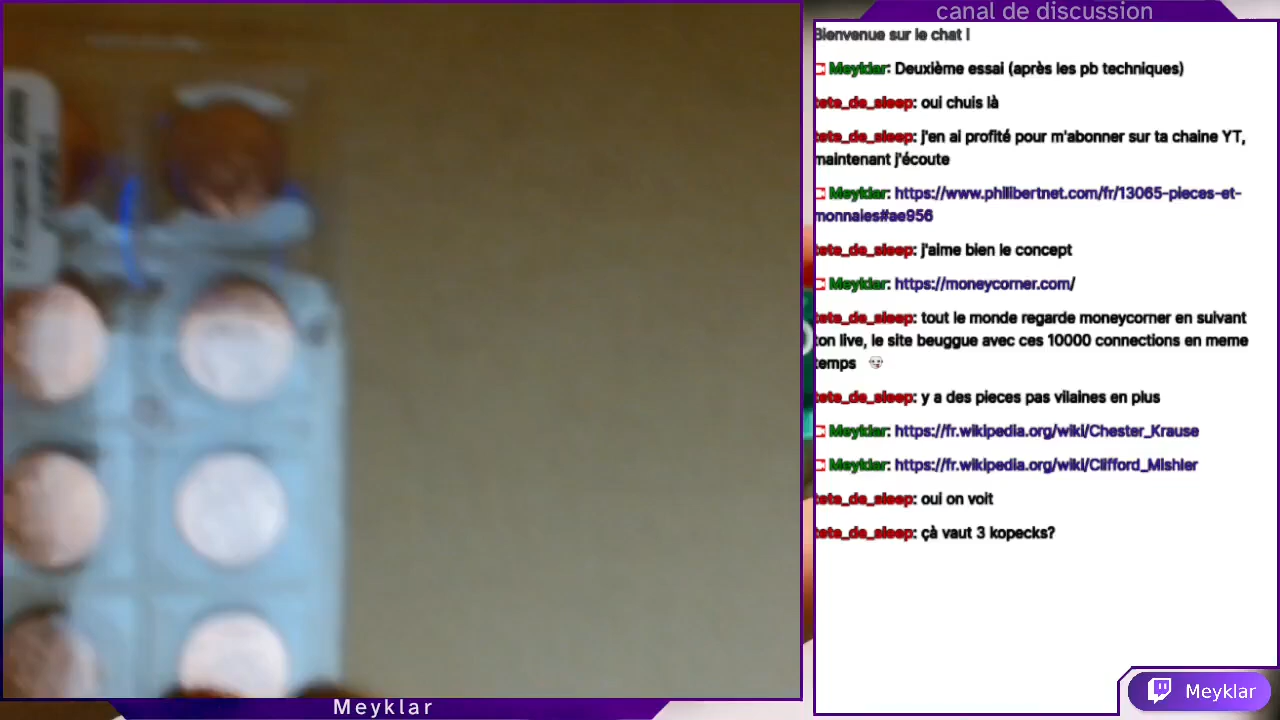 canal de discussion
Bienvenue sur le chat !
Meyklar: Deuxième essai (après les pb techniques)
tete_de_sleep: oui chuis là
tete_de_sleep: j'en ai profité pour m'abonner sur ta chaine YT,
maintenant j'écoute
Meyklar: https://www.philibertnet.com/fr/13065-pieces-et-
monnaies#ae956
tete_de_sleep: j'aime bien le concept
Meyklar: https://moneycorner.com/
tete_de_sleep: tout le monde regarde moneycorner en suivant
ton live, le site beuggue avec ces 10000 connections en meme
temps
tete_de_sleep: y a des pieces pas vilaines en plus
Meyklar: https://fr.wikipedia.org/wiki/Chester_Krause
Meyklar: https://fr.wikipedia.org/wiki/Clifford_Mishler
tete_de_sleep: oui on voit
tete_de_sleep: çà vaut 3 kopecks?
Meyklar
Meyklar